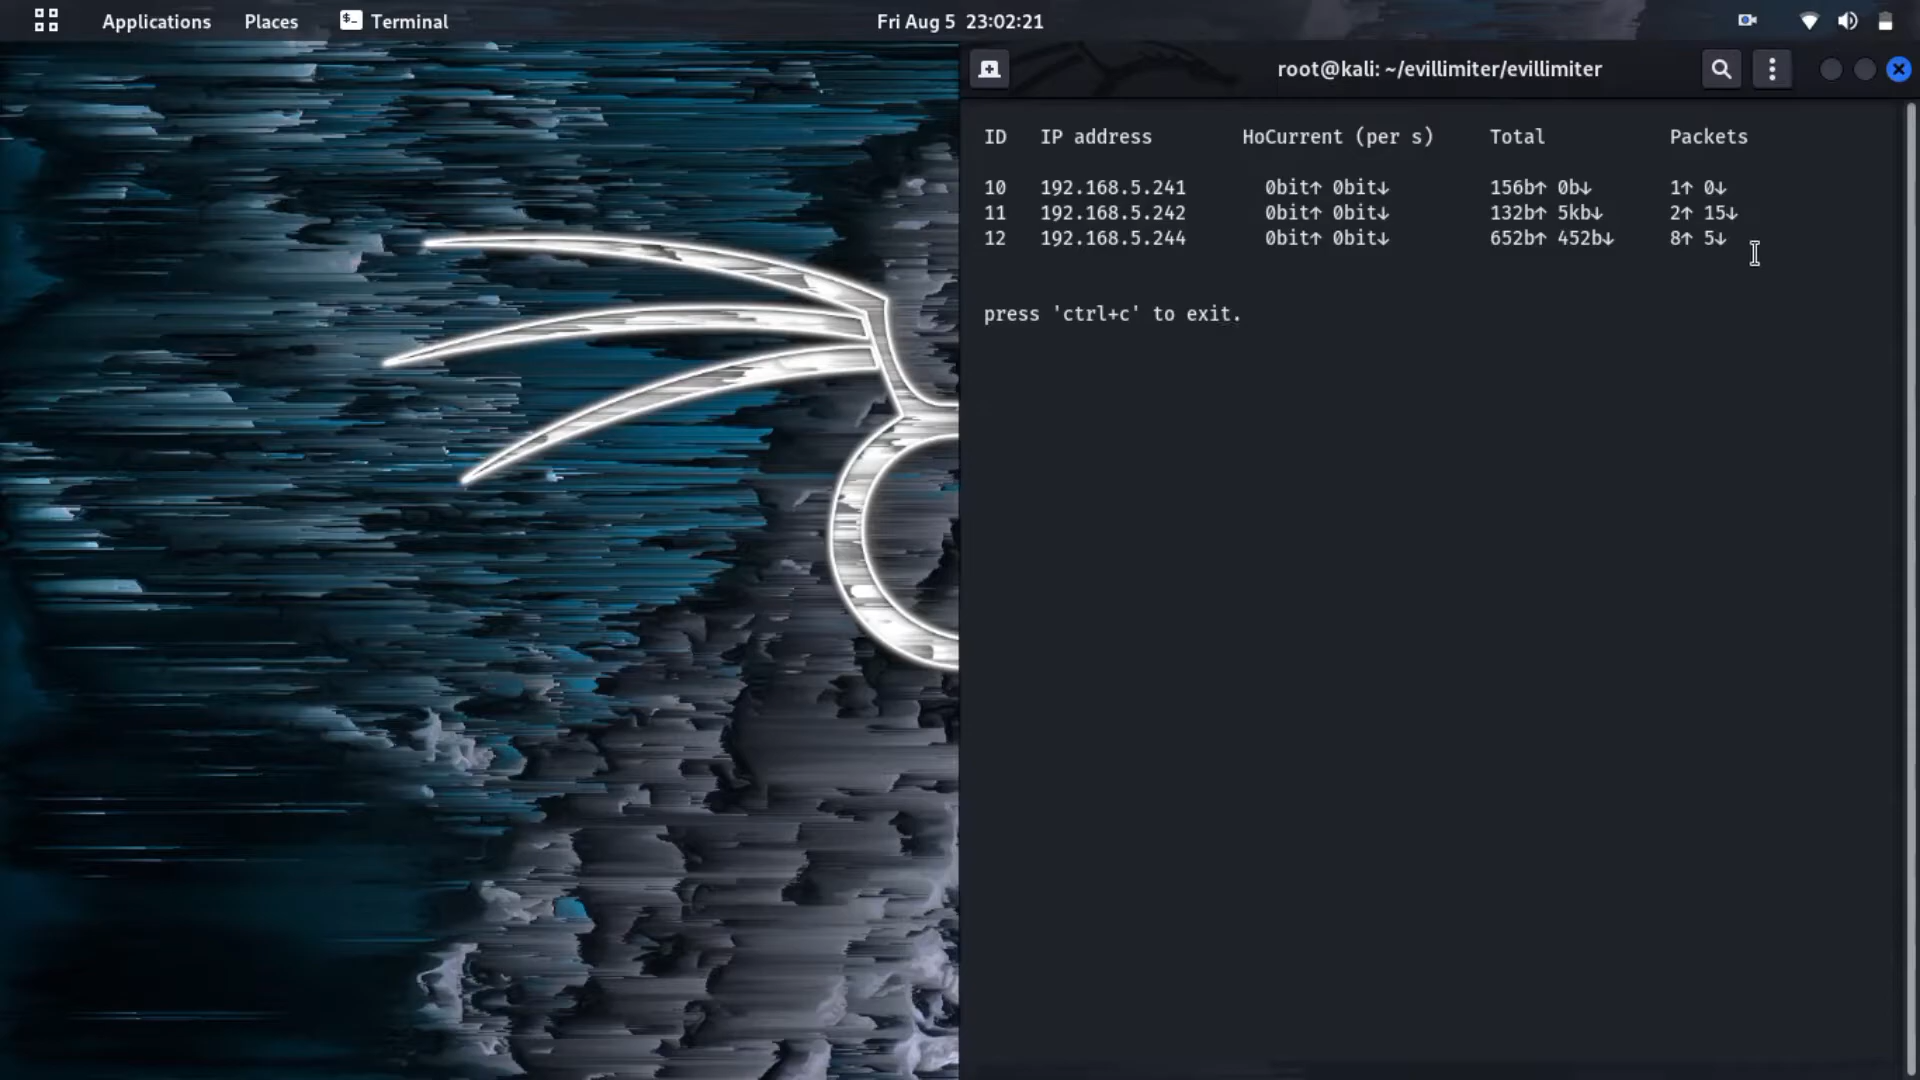 Applications Places Terminal Fri Aug 5 23:02:21
root@kali: ~/evillimiter/evillimiter
ID IP address HoCurrent (per s) Total Packets
10 192.168.5.241 0bit↑ 0bit↓ 156b↑ 0b↓ 1↑ 0↓
11 192.168.5.242 0bit↑ 0bit↓ 132b↑ 5kb↓ 2↑ 15↓
12 192.168.5.244 0bit↑ 0bit↓ 652b↑ 452b↓ 8↑ 5↓
press 'ctrl+c' to exit.